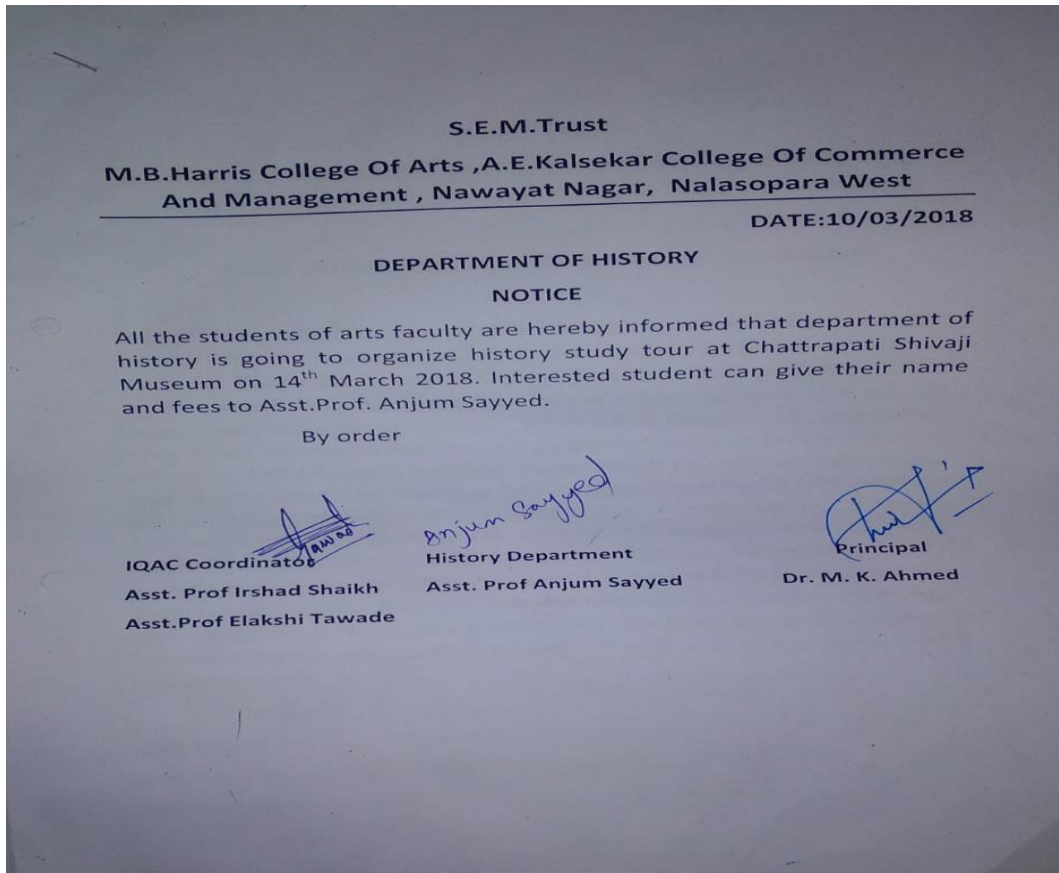 S.E.M.Trust
M.B.Harris College Of Arts ,A.E.Kalsekar College Of Commerce
And Management , Nawayat Nagar, Nalasopara West
DATE:10/03/2018
DEPARTMENT OF HISTORY
NOTICE
All the students of arts faculty are hereby informed that department of
history is going to organize history study tour at Chattrapati Shivaji
Museum on 14th March 2018. Interested student can give their name
and fees to Asst.Prof. Anjum Sayyed.
By order
Anjum Sayyed
IQAC Coordinator History Department Principal
Asst. Prof Irshad Shaikh Asst. Prof Anjum Sayyed Dr. M. K. Ahmed
Asst.Prof Elakshi Tawade